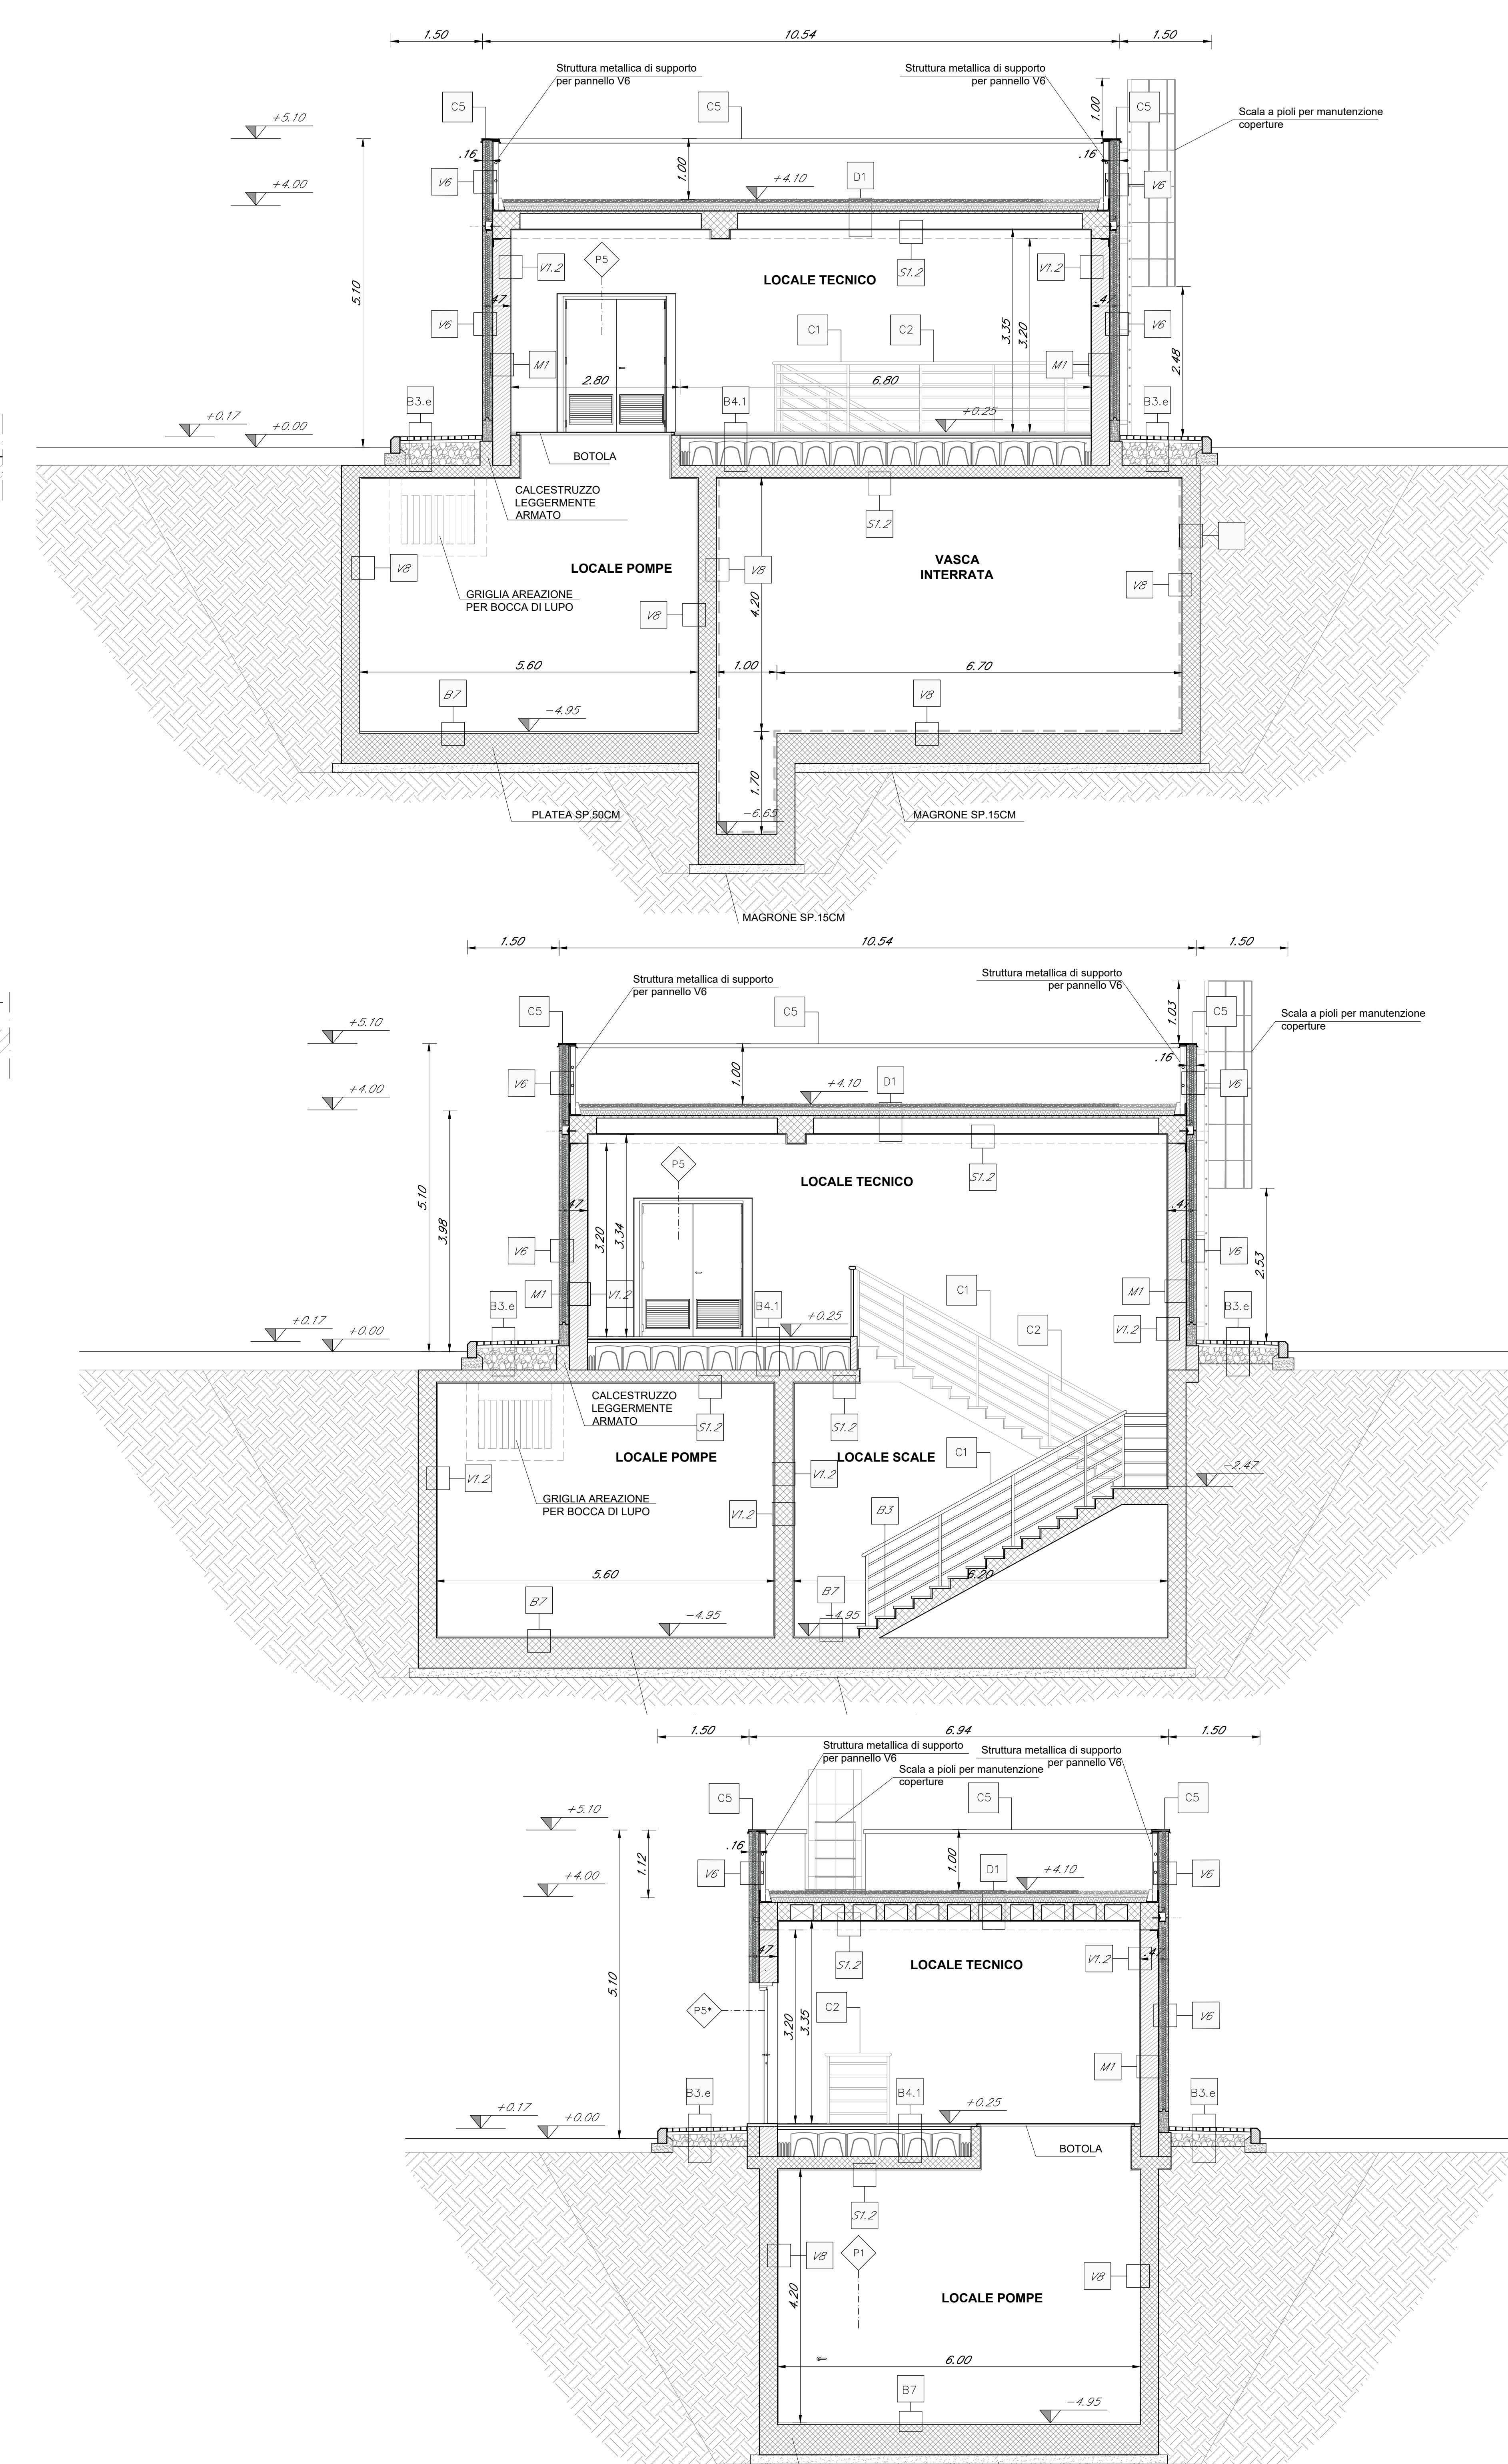 1.50
10.54
1.50
Struttura metallica di supporto
per pannello V6
Struttura metallica di supporto
per pannello V6
C5
C5
C5
1.00
Scala a pioli per manutenzione
coperture
+5.10
.16
.16
1.00
+4.10
D1
V6
V6
+4.00
5.10
P5
V1.2
LOCALE TECNICO
S1.2
V1.2
.47
.47
V6
C1
C2
3.35
3.20
V6
2.48
M1
M1
2.80
6.80
B3.e
B4.1
+0.25
B3.e
+0.17
+0.00
BOTOLA
CALCESTRUZZO
LEGGERMENTE
ARMATO
S1.2
V8
LOCALE POMPE
V8
VASCA
INTERRATA
V8
GRIGLIA AREAZIONE
PER BOCCA DI LUPO
V8
4.20
5.60
1.00
6.70
B7
V8
-4.95
1.70
PLATEA SP.50CM
-6.65
MAGRONE SP.15CM
MAGRONE SP.15CM
1.50
10.54
1.50
Struttura metallica di supporto
per pannello V6
Struttura metallica di supporto
per pannello V6
C5
C5
C5
1.03
Scala a pioli per manutenzione
coperture
+5.10
.16
1.00
V6
+4.10
D1
V6
+4.00
5.10
3.98
P5
LOCALE TECNICO
S1.2
.47
.47
3.20
3.34
V6
V6
2.53
M1
V1.2
C1
M1
B3.e
B4.1
+0.25
C2
V1.2
B3.e
+0.17
+0.00
CALCESTRUZZO
LEGGERMENTE
ARMATO
S1.2
S1.2
LOCALE POMPE
LOCALE SCALE
C1
V1.2
V1.2
-2.47
GRIGLIA AREAZIONE
PER BOCCA DI LUPO
V1.2
B3
5.60
6.20
B7
B7
-4.95
-4.95
1.50
6.94
1.50
Struttura metallica di supporto
per pannello V6
Struttura metallica di supporto
per pannello V6
Scala a pioli per manutenzione
coperture
C5
C5
C5
+5.10
.16
1.12
1.00
V6
D1
+4.10
V6
+4.00
5.10
.47
S1.2
LOCALE TECNICO
V1.2
.47
P5*
3.20
3.35
C2
V6
M1
B3.e
B4.1
+0.25
B3.e
+0.17
+0.00
BOTOLA
S1.2
V8
P1
V8
4.20
LOCALE POMPE
6.00
B7
-4.95